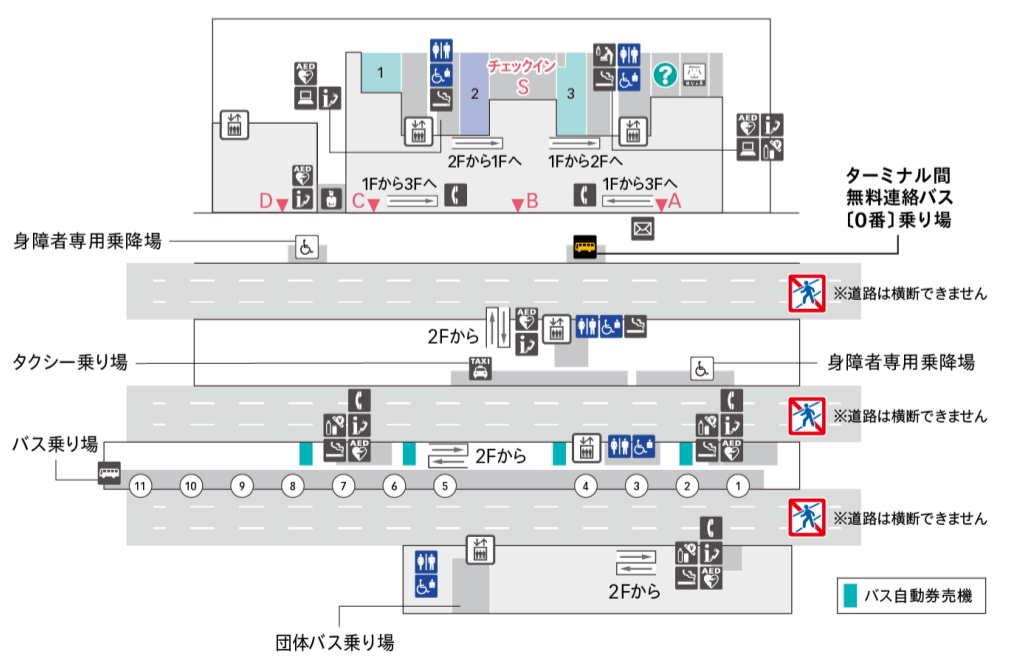 チェックイン
S
1
2
3
?
AED
AED
2Fから1Fへ
1Fから2Fへ
AED
1Fから3Fへ
1Fから3Fへ
D
C
B
A
ターミナル間
無料連絡バス
〔0番〕乗り場
身障者専用乗降場
※道路は横断できません
AED
2Fから
タクシー乗り場
TAXI
身障者専用乗降場
※道路は横断できません
バス乗り場
AED
2Fから
AED
11
10
9
8
7
6
5
4
3
2
1
※道路は横断できません
AED
2Fから
バス自動券売機
団体バス乗り場